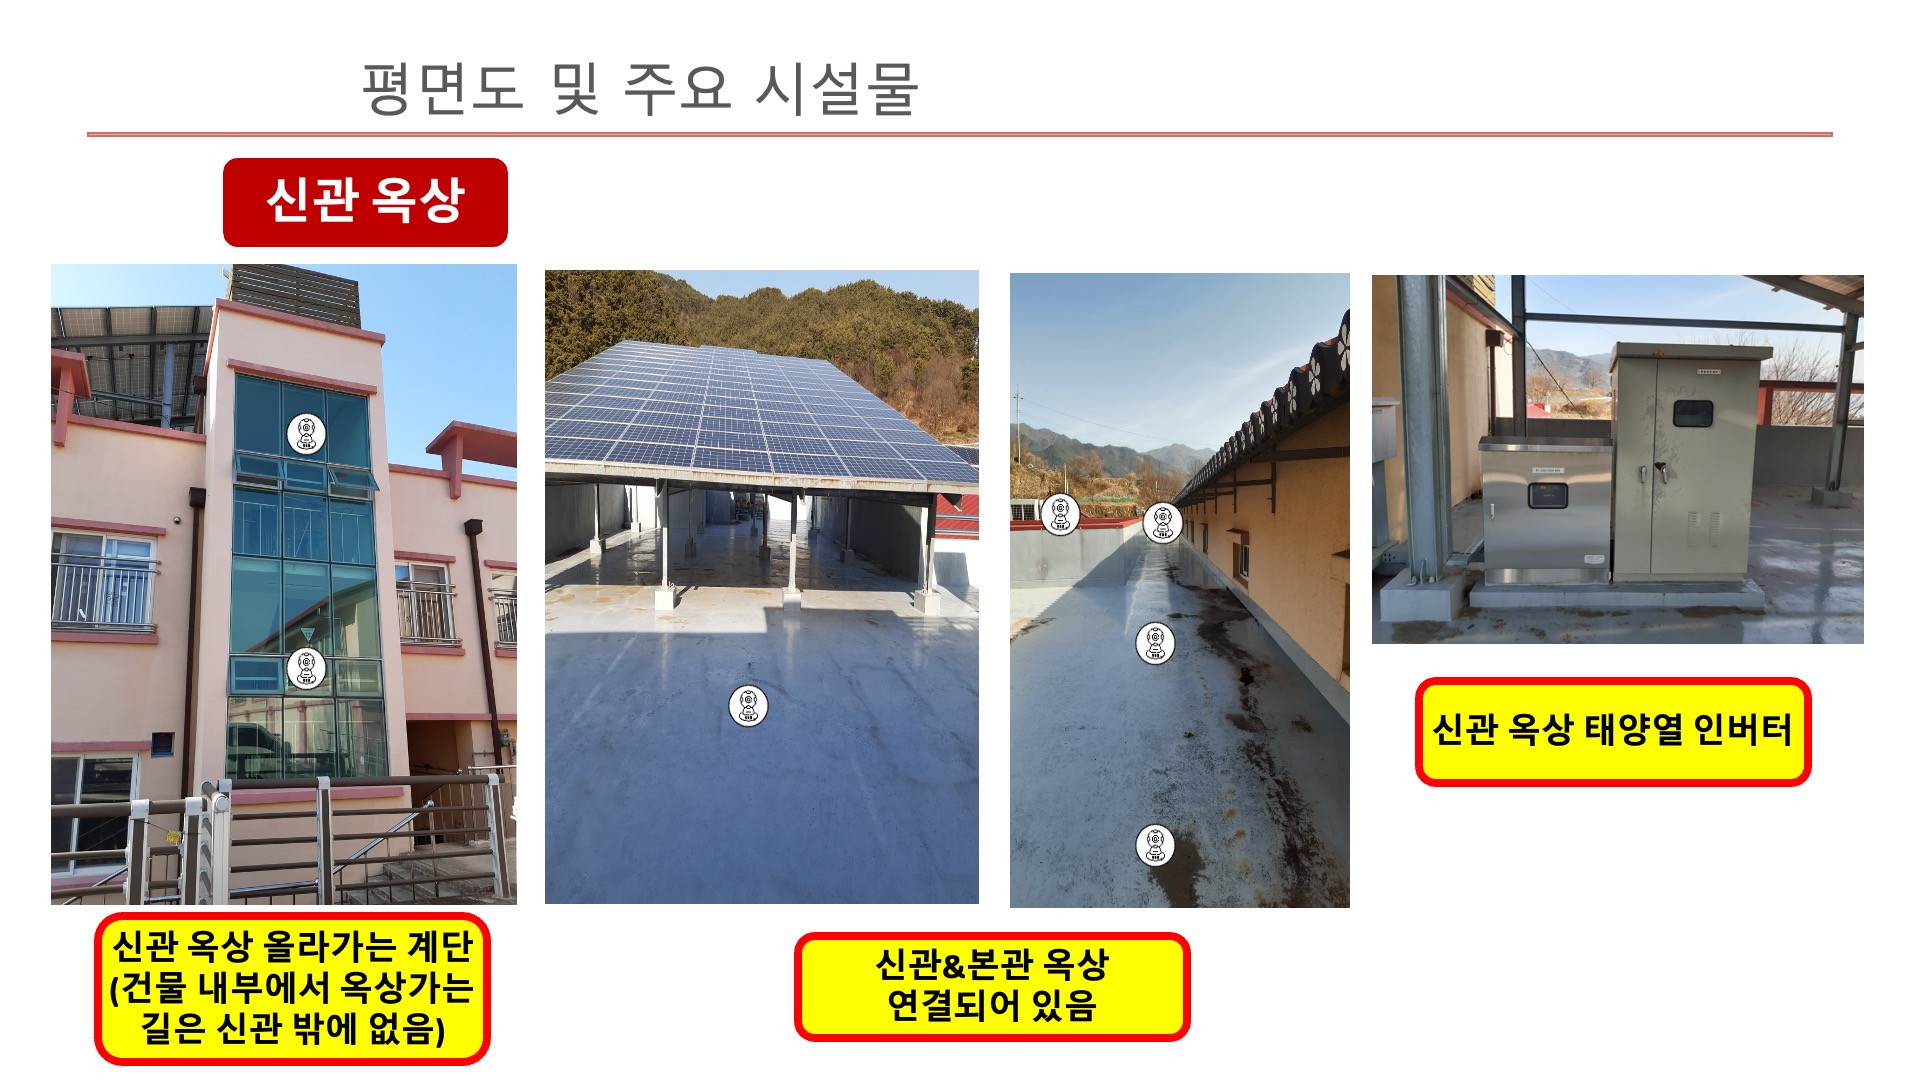 평면도 및 주요 시설물
신관 옥상
신관 옥상 태양열 인버터
신관 옥상 올라가는 계단
(건물 내부에서 옥상가는
길은 신관 밖에 없음)
신관&본관 옥상
연결되어 있음